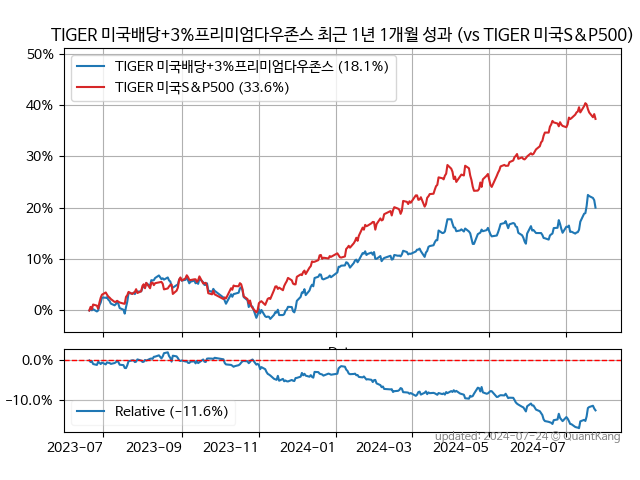 TIGER 미국배당+3%프리미엄다우존스 최근 1년 1개월 성과 (vs TIGER 미국S&P500)
50%
TIGER 미국배당+3%프리미엄다우존스 (18.1%)
TIGER 미국S&P500 (33.6%)
40%
30%
20%
10%
0%
0.0%
−10.0%
Relative (−11.6%)
updated: 2024-07-24 © QuantKang
2023-07 2023-09 2023-11 2024-01 2024-03 2024-05 2024-07